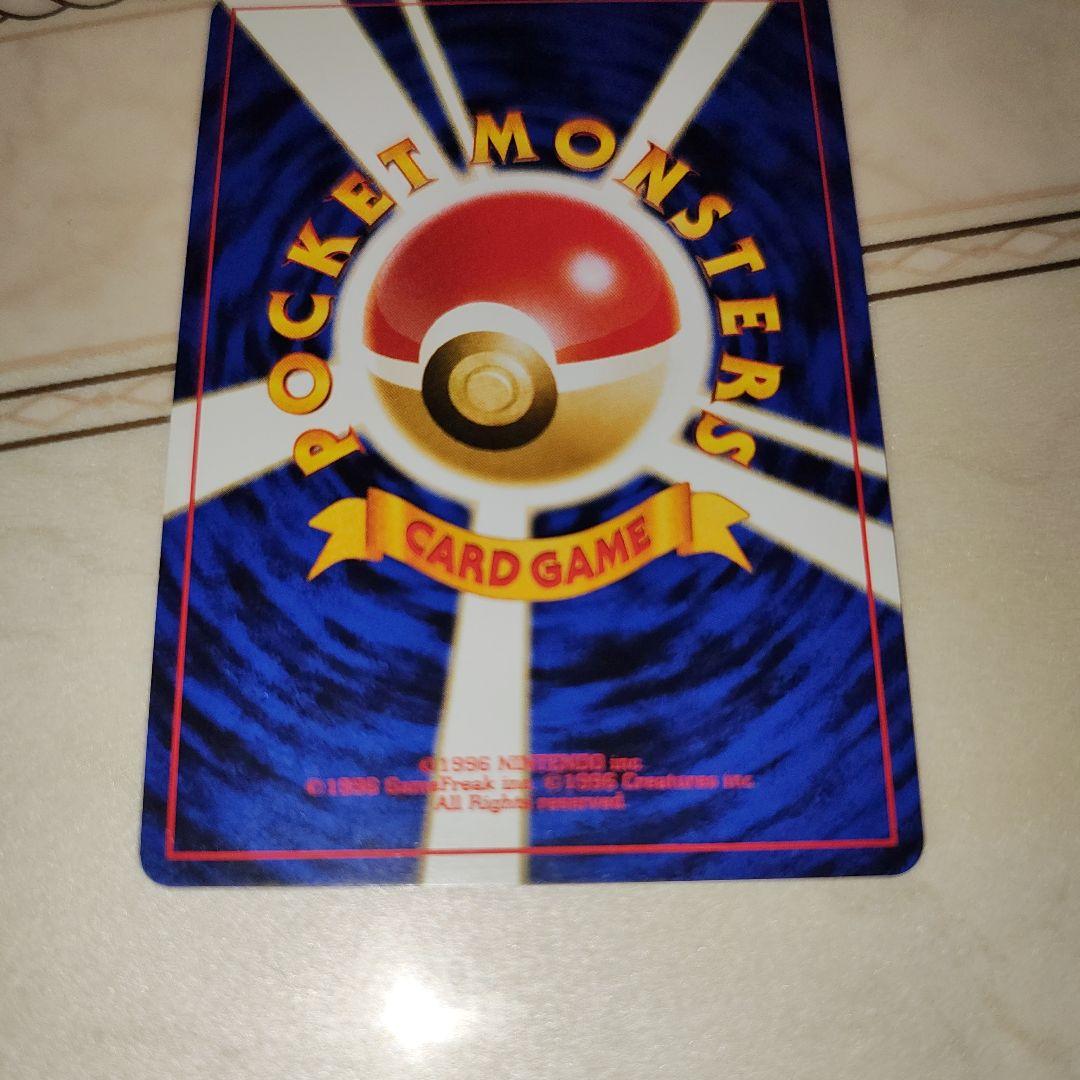 POCKET MONSTERS
CARD GAME
©1996 NINTENDO inc.
©1996 GameFreak inc. ©1996 Creatures inc.
All Rights reserved.